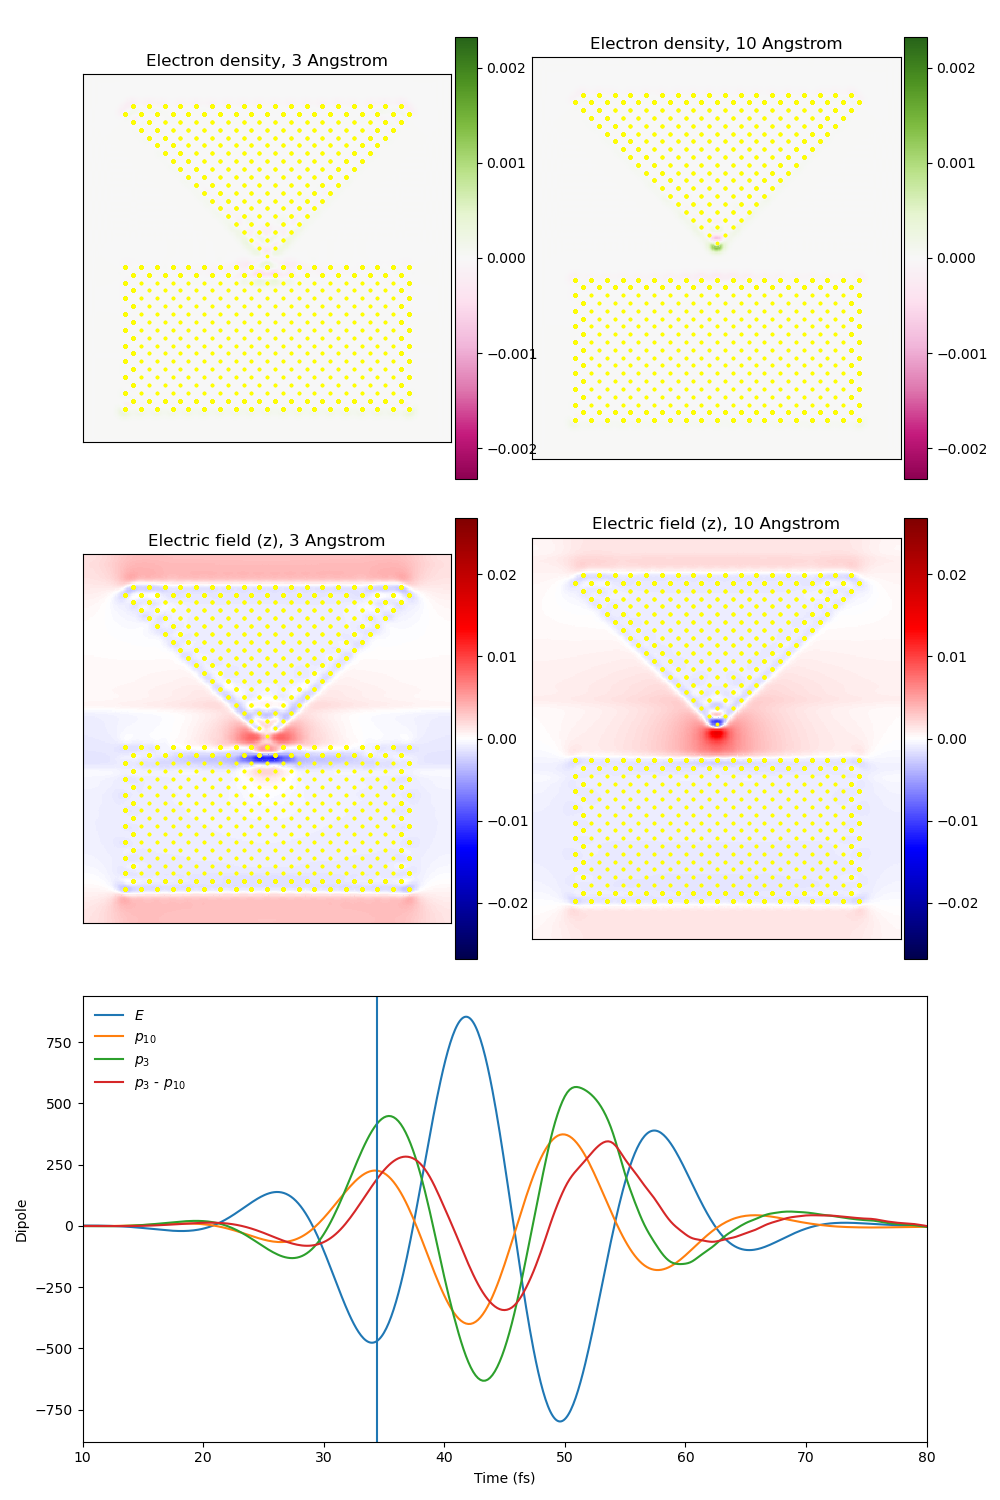 Electron density, 3 Angstrom
Electron density, 10 Angstrom
0.002
0.001
0.000
−0.001
−0.002
0.002
0.001
0.000
−0.001
−0.002
Electric field (z), 3 Angstrom
Electric field (z), 10 Angstrom
0.02
0.01
0.00
−0.01
−0.02
0.02
0.01
0.00
−0.01
−0.02
E
p10
p3
p3 - p10
Dipole
750
500
250
0
−250
−500
−750
10 20 30 40 50 60 70 80
Time (fs)